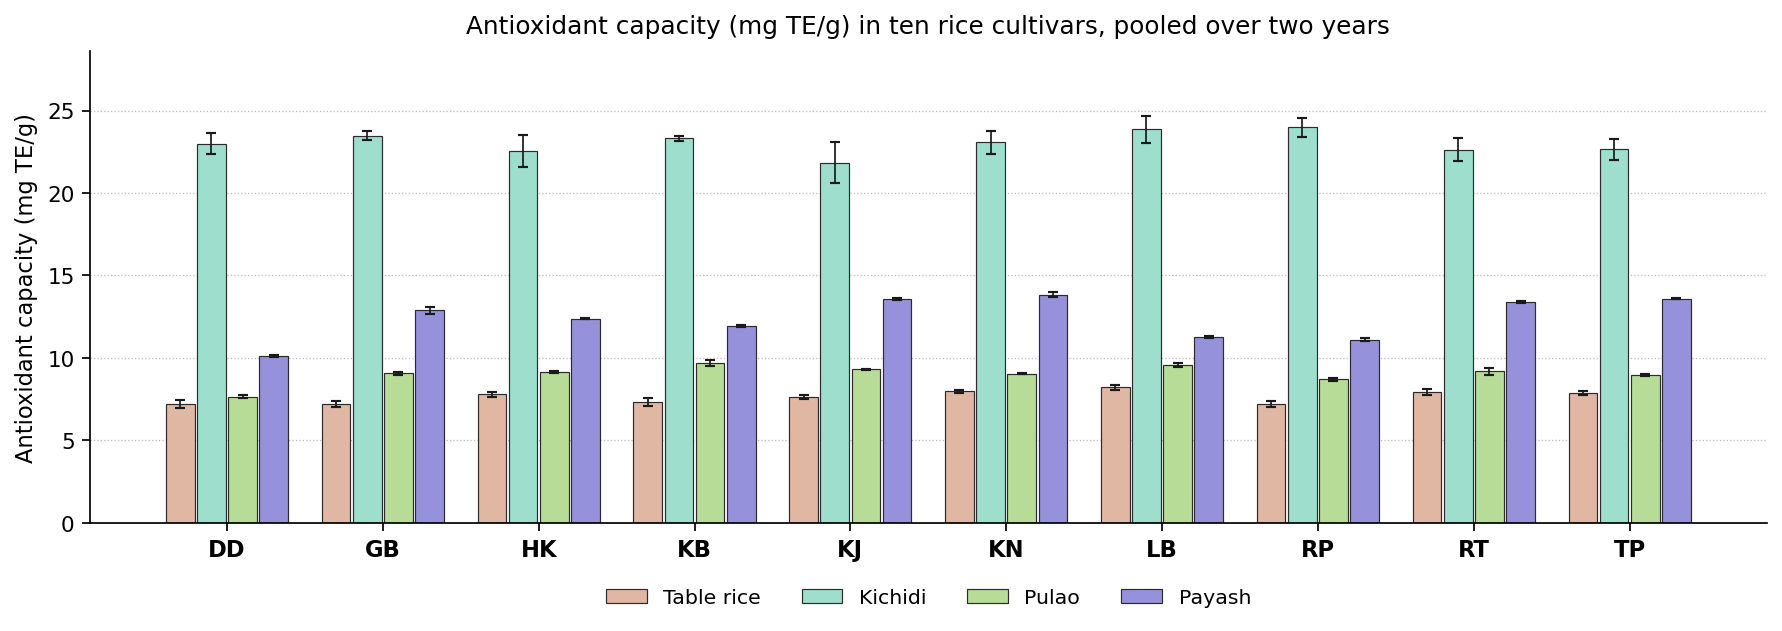 Antioxidant capacity (mg TE/g) in ten rice cultivars, pooled over two years
Antioxidant capacity (mg TE/g)
25
20
15
10
5
0
DD GB HK KB KJ KN LB RP RT TP
Table rice Kichidi Pulao Payash